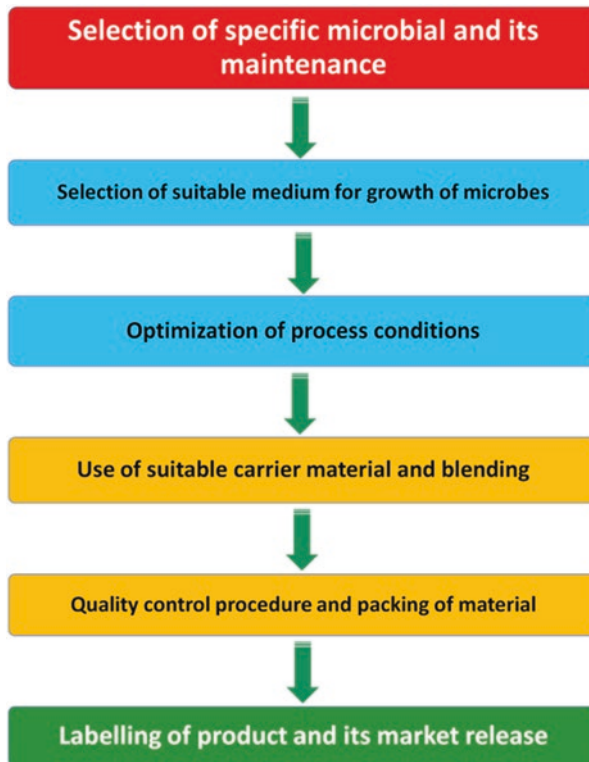 Selection of specific microbial and its
maintenance
Selection of suitable medium for growth of microbes
Optimization of process conditions
Use of suitable carrier material and blending
Quality control procedure and packing of material
Labelling of product and its market release